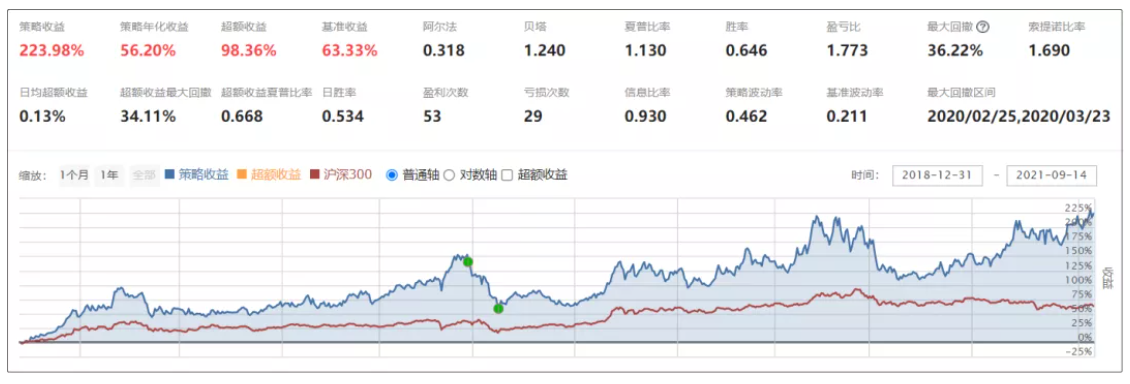 策略收益 策略年化收益 超额收益 基准收益 阿尔法 贝塔 夏普比率 胜率 盈亏比 最大回撤 ? 索提诺比率
223.98% 56.20% 98.36% 63.33% 0.318 1.240 1.130 0.646 1.773 36.22% 1.690
日均超额收益 超额收益最大回撤 超额收益夏普比率 日胜率 盈利次数 亏损次数 信息比率 策略波动率 基准波动率 最大回撤区间
0.13% 34.11% 0.668 0.534 53 29 0.930 0.462 0.211 2020/02/25,2020/03/23
缩放： 1个月 1年 全部 策略收益 超额收益 沪深300 普通轴 对数轴 超额收益 时间： 2018-12-31 - 2021-09-14
225%
200%
175%
150%
125%
100%
75%
50%
25%
0%
-25%
收益